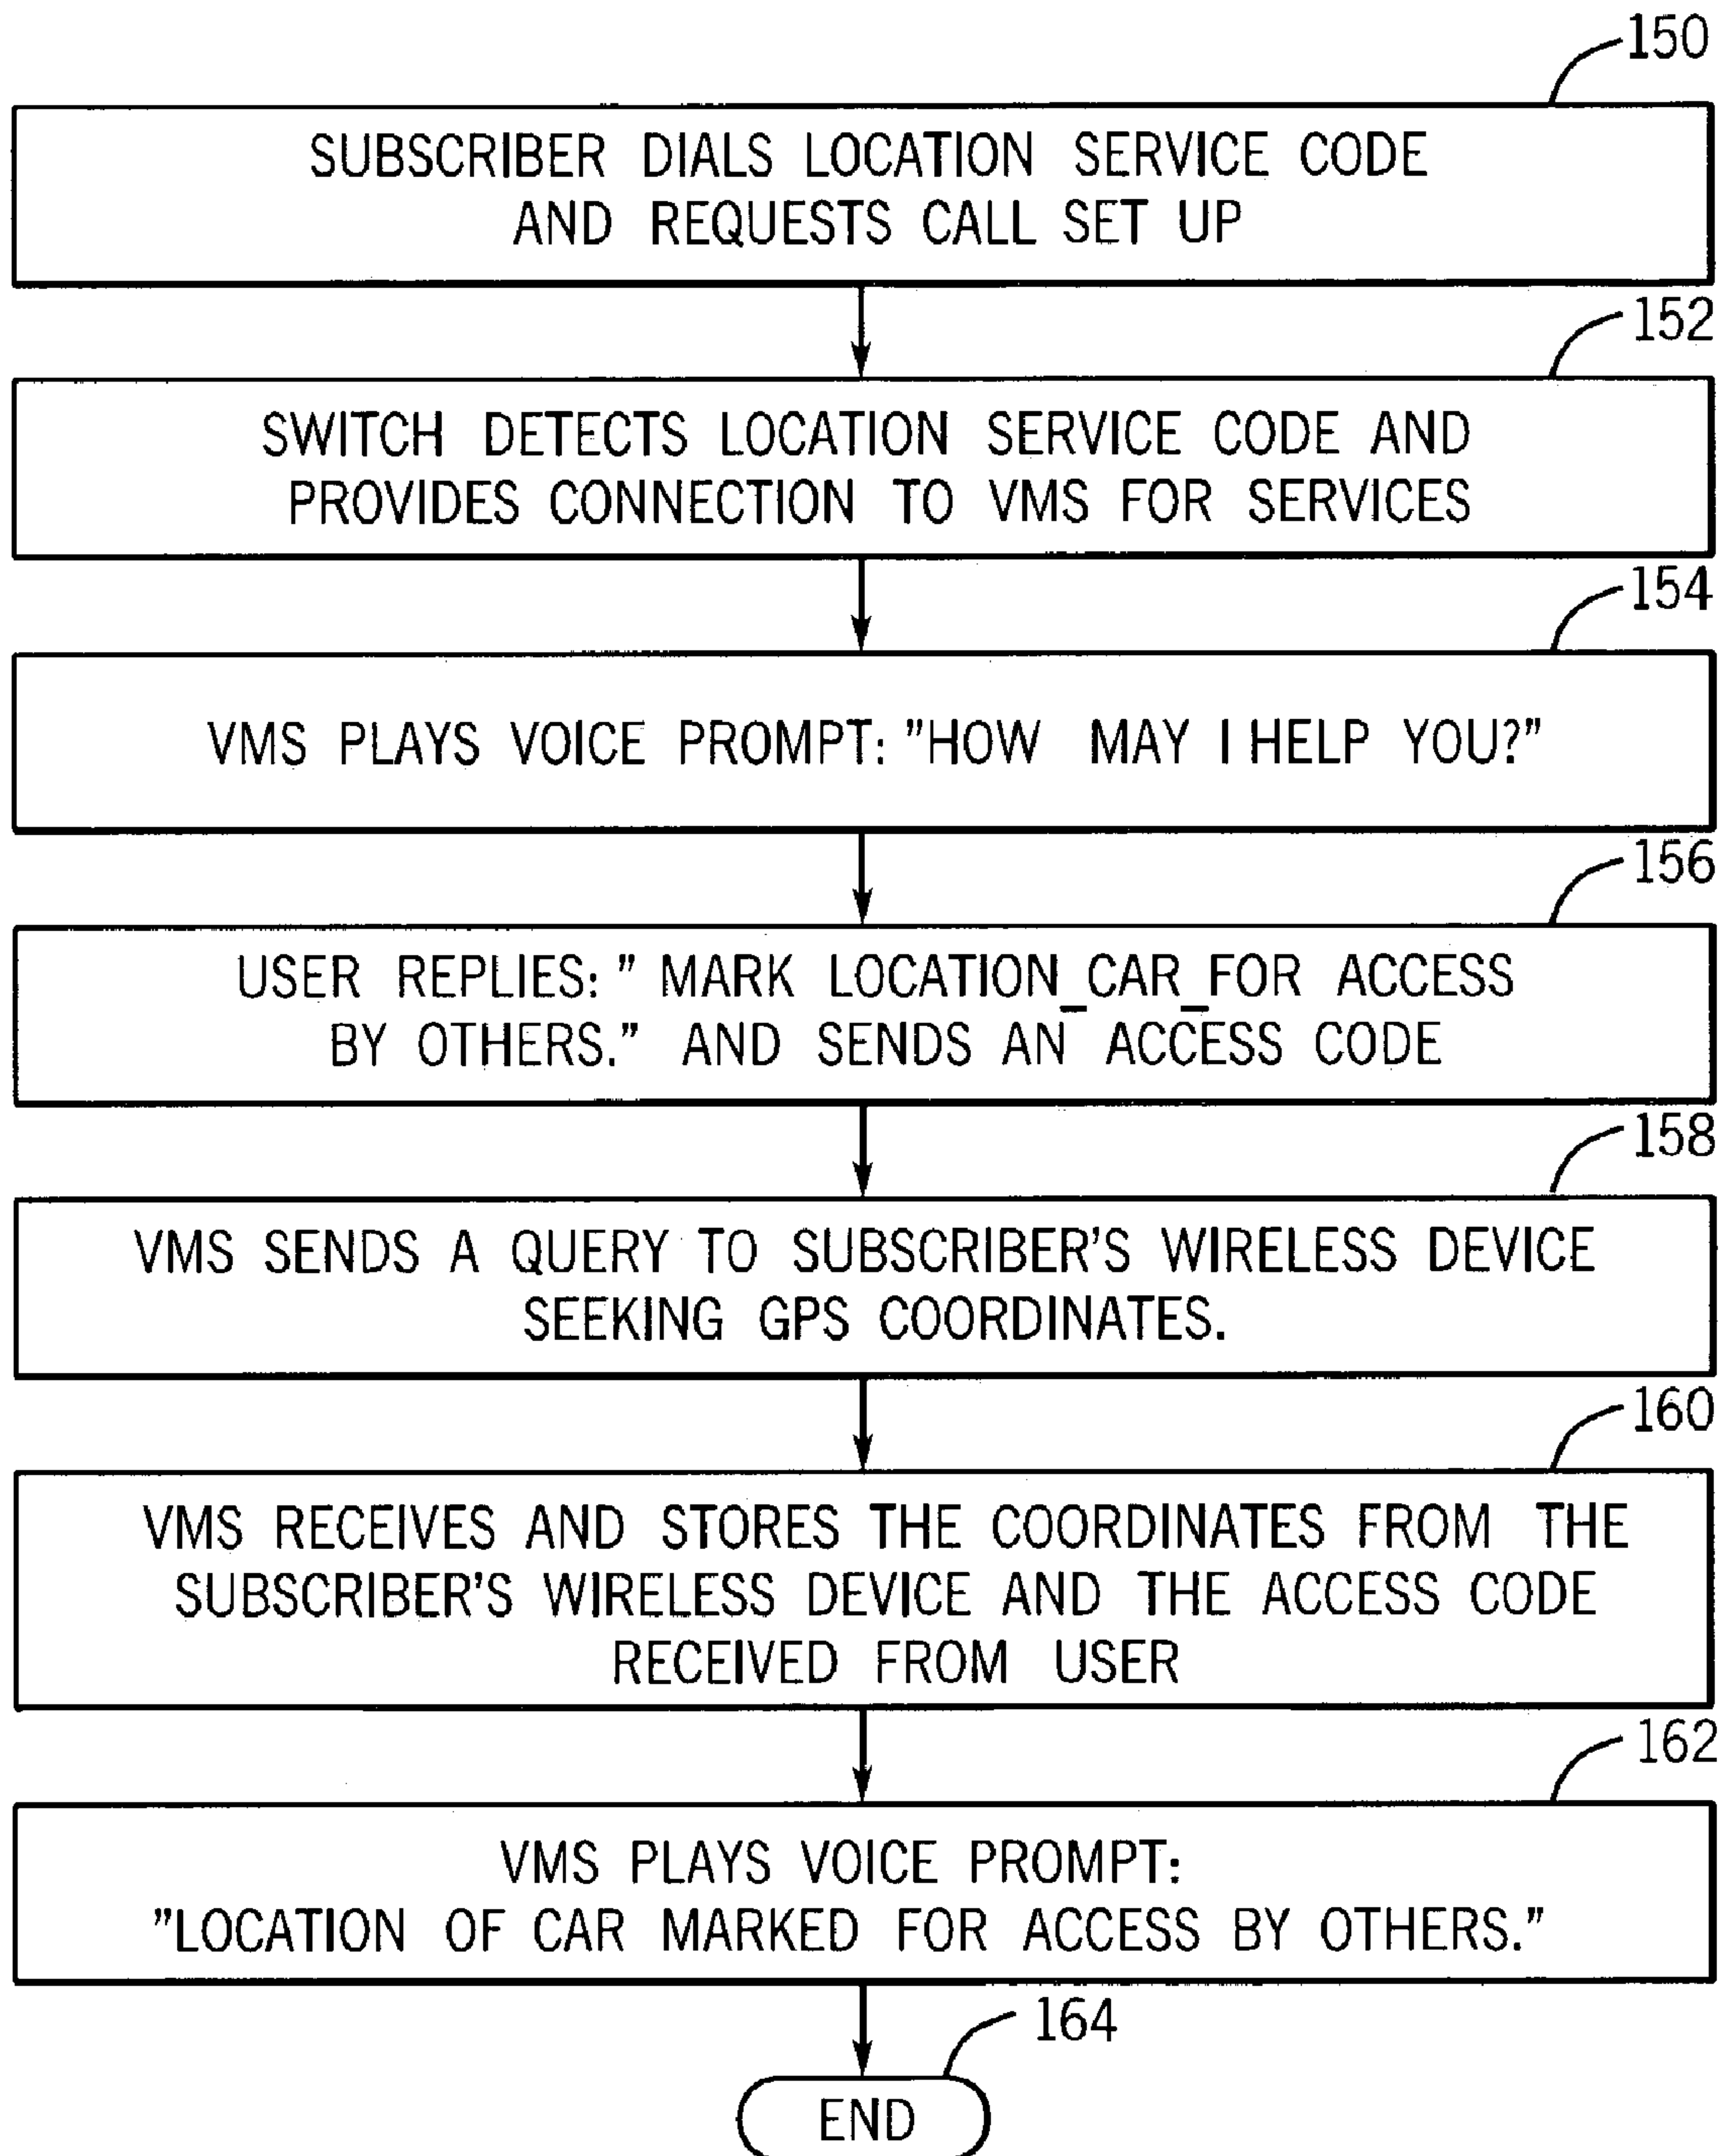 150
SUBSCRIBER DIALS LOCATION SERVICE CODE
AND REQUESTS CALL SET UP
152
SWITCH DETECTS LOCATION SERVICE CODE AND
PROVIDES CONNECTION TO VMS FOR SERVICES
154
VMS PLAYS VOICE PROMPT: "HOW MAY I HELP YOU?"
156
USER REPLIES: " MARK LOCATION_CAR_FOR ACCESS
BY OTHERS." AND SENDS AN ACCESS CODE
158
VMS SENDS A QUERY TO SUBSCRIBER'S WIRELESS DEVICE
SEEKING GPS COORDINATES.
160
VMS RECEIVES AND STORES THE COORDINATES FROM THE
SUBSCRIBER'S WIRELESS DEVICE AND THE ACCESS CODE
RECEIVED FROM USER
162
VMS PLAYS VOICE PROMPT:
"LOCATION OF CAR MARKED FOR ACCESS BY OTHERS."
164
END